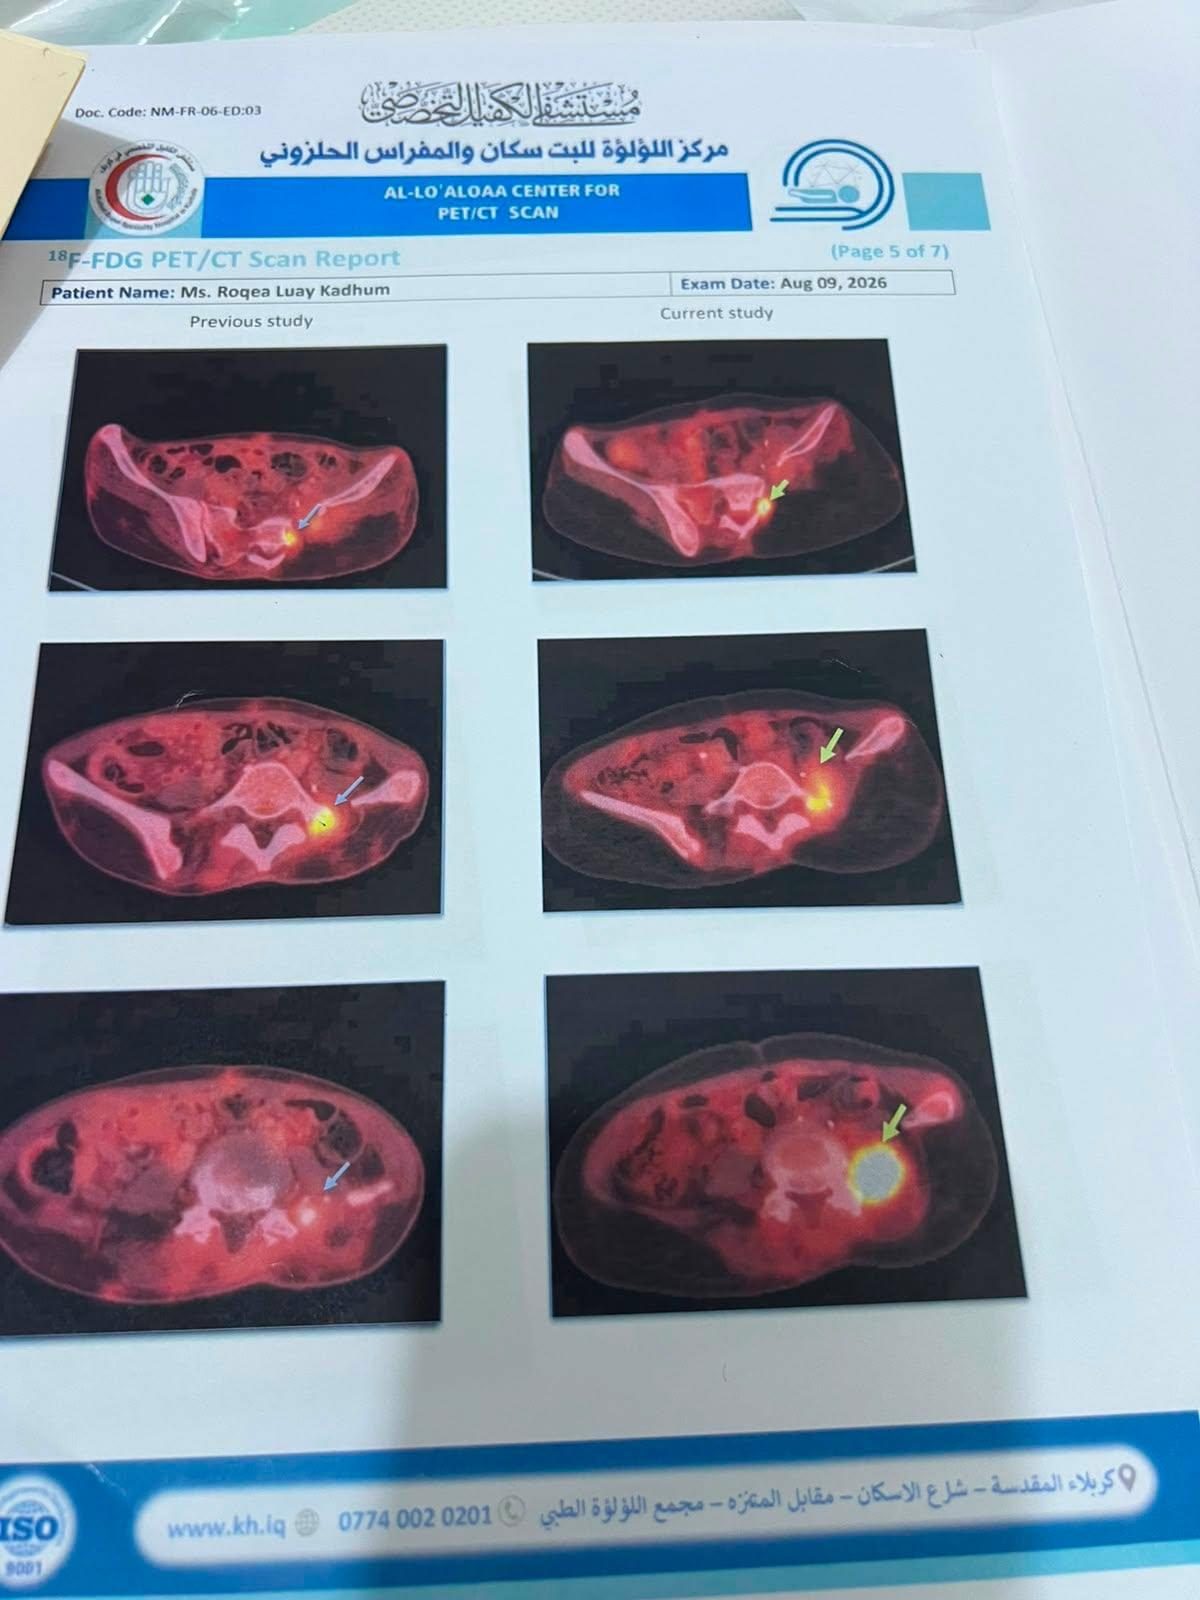 Doc. Code: NM-FR-06-ED:03
مستشفى الكفيل التخصصي
مركز اللؤلؤة للبت سكان والمفراس الحلزوني
AL-LO'ALOAA CENTER FOR
PET/CT SCAN
18F-FDG PET/CT Scan Report
(Page 5 of 7)
Patient Name: Ms. Roqea Luay Kadhum
Exam Date: Aug 09, 2026
Previous study
Current study
كربلاء المقدسة - شارع الاسكان - مقابل المتنزه - مجمع اللؤلؤة الطبي
0774 002 0201
www.kh.iq
ISO
9001